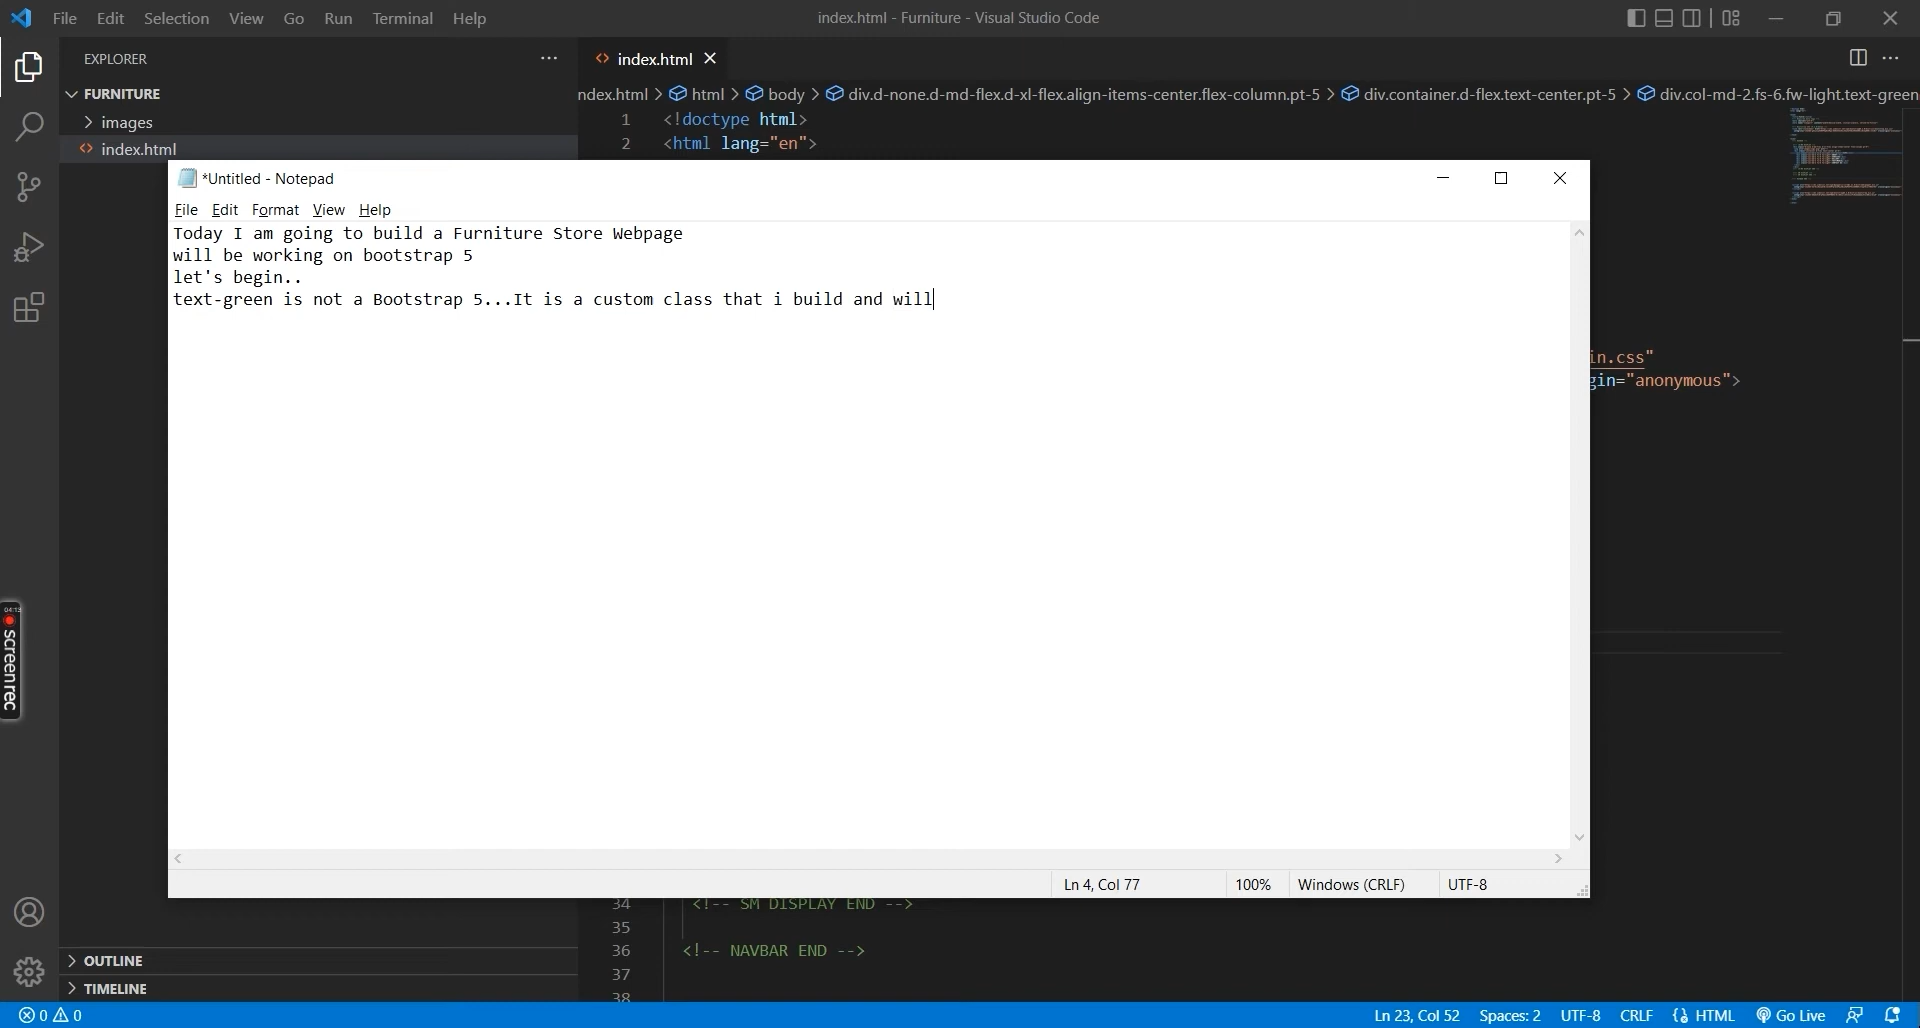 File Edit Selection View Go Run Terminal Help
index.html - Furniture - Visual Studio Code
EXPLORER
index.html
FURNITURE
ndex.html > html > body > div.d-none.d-md-flex.d-xl-flex.align-items-center.flex-column.pt-5 > div.container.d-flex.text-center.pt-5 > div.col-md-2.fs-6.fw-light.text-green
images
1 <!doctype html>
index.html
2 <html lang="en">
*Untitled - Notepad
File Edit Format View Help
Today I am going to build a Furniture Store Webpage
will be working on bootstrap 5
let's begin..
text-green is not a Bootstrap 5...It is a custom class that i build and will
in.css"
gin="anonymous">
04:13
screenrec
Ln 4, Col 77 100% Windows (CRLF) UTF-8
34 <!-- SM DISPLAY END -->
35
36 <!-- NAVBAR END -->
37
38
OUTLINE
TIMELINE
0 0
Ln 23, Col 52 Spaces: 2 UTF-8 CRLF HTML Go Live